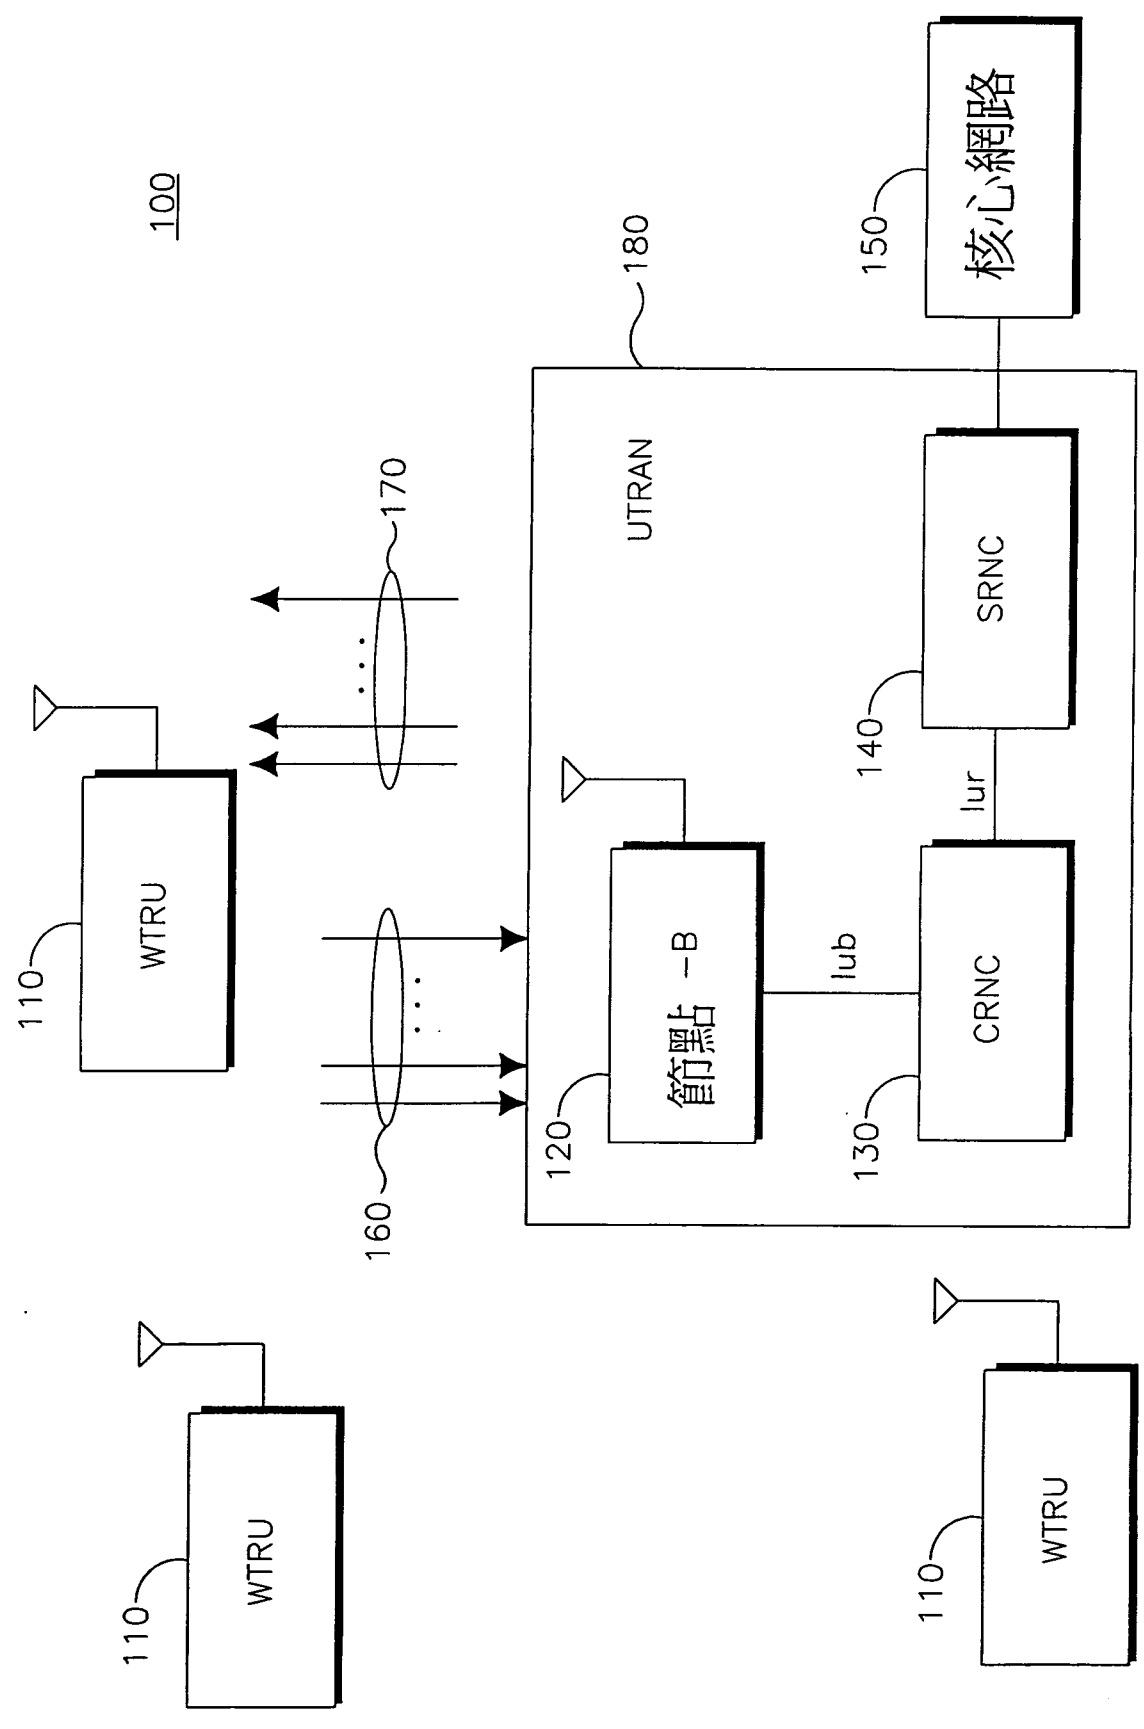 100
110
WTRU
110
WTRU
160
170
180
UTRAN
120
節點 -B
Iub
130
CRNC
Iur
140
SRNC
150
核心網路
110
WTRU